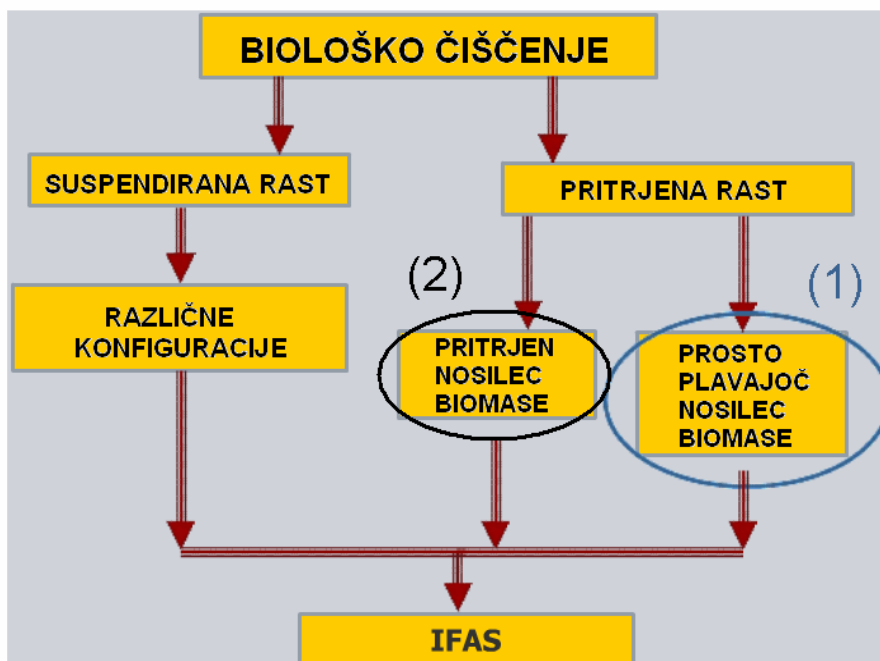 BIOLOŠKO ČIŠČENJE
SUSPENDIRANA RAST
PRITRJENA RAST
(2)
(1)
RAZLIČNE
KONFIGURACIJE
PRITRJEN
NOSILEC
BIOMASE
PROSTO
PLAVAJOČ
NOSILEC
BIOMASE
IFAS